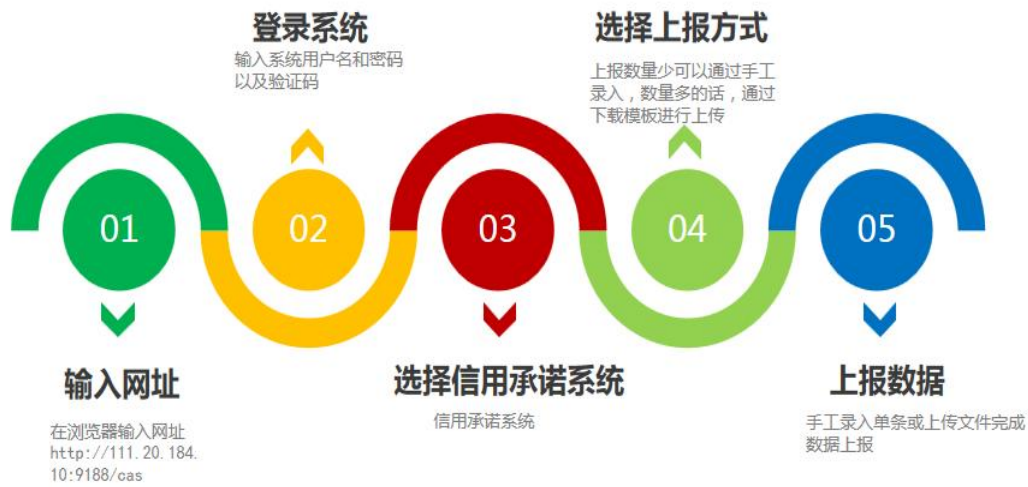 登录系统
输入系统用户名和密码
以及验证码
选择上报方式
上报数量少可以通过手工
录入，数量多的话，通过
下载模板进行上传
01
02
03
04
05
输入网址
在浏览器输入网址
http://111.20.184.
10:9188/cas
选择信用承诺系统
信用承诺系统
上报数据
手工录入单条或上传文件完成
数据上报